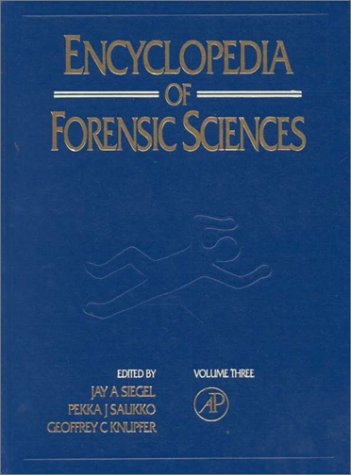 ENCYCLOPEDIA
OF
FORENSIC SCIENCES
EDITED BY
JAY A SIEGEL
PEKKA J SAUKKO
GEOFFREY C KNUPFER
VOLUME THREE
AP